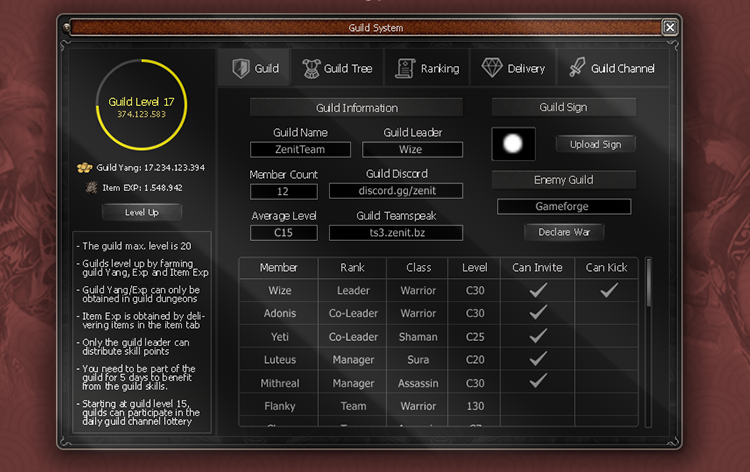 Guild System
Guild Level 17
374.123.583
Guild Yang: 17.234.123.394
Item EXP: 1.548.942
Level Up
- The guild max. level is 20
- Guilds level up by farming
guild Yang, Exp and Item Exp
- Guild Yang/Exp can only be
obtained in guild dungeons
- Item Exp is obtained by deli-
vering items in the item tab
- Only the guild leader can
distribute skill points
- You need to be part of the
guild for 5 days to benefit
from the guild skills.
- Starting at guild level 15,
guilds can participate in the
daily guild channel lottery
Guild Guild Tree Ranking Delivery Guild Channel
Guild Information
Guild Name Guild Leader
ZenitTeam Wize
Member Count Guild Discord
12 discord.gg/zenit
Average Level Guild Teamspeak
C15 ts3.zenit.bz
Guild Sign
Upload Sign
Enemy Guild
Gameforge
Declare War
Member Rank Class Level Can Invite Can Kick
Wize Leader Warrior C30
Adonis Co-Leader Warrior C30
Yeti Co-Leader Shaman C25
Luteus Manager Sura C20
Mithreal Manager Assassin C30
Flanky Team Warrior 130